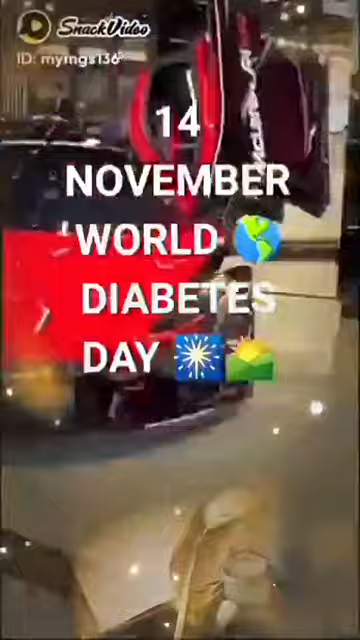 SnackVideo
ID: mymgs136
14
NOVEMBER
WORLD 🌍
DIABETES
DAY 🎆🌄